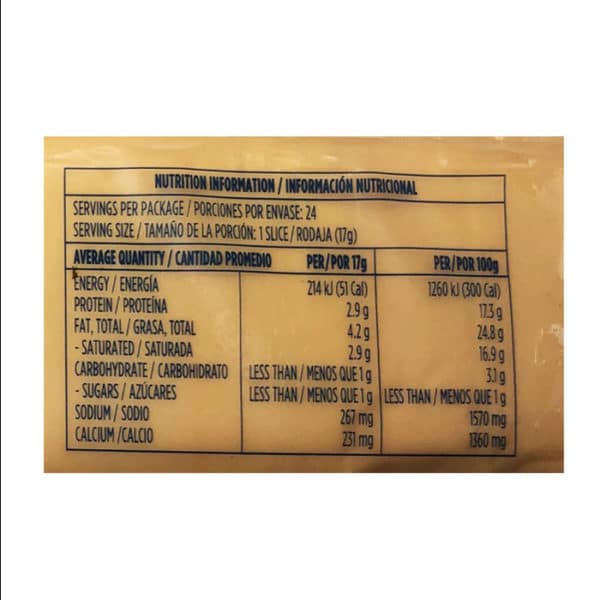 NUTRITION INFORMATION / INFORMACIÓN NUTRICIONAL
SERVINGS PER PACKAGE / PORCIONES POR ENVASE: 24
SERVING SIZE / TAMAÑO DE LA PORCIÓN: 1 SLICE / RODAJA (17g)
AVERAGE QUANTITY / CANTIDAD PROMEDIO PER/POR 17g PER/POR 100g
ENERGY / ENERGÍA 214 kJ (51 Cal) 1260 kJ (300 Cal)
PROTEIN / PROTEÍNA 2.9 g 17.3 g
FAT, TOTAL / GRASA, TOTAL 4.2 g 24.8 g
- SATURATED / SATURADA 2.9 g 16.9 g
CARBOHYDRATE / CARBOHIDRATO LESS THAN / MENOS QUE 1 g 3.1 g
- SUGARS / AZÚCARES LESS THAN / MENOS QUE 1 g LESS THAN / MENOS QUE 1 g
SODIUM / SODIO 267 mg 1570 mg
CALCIUM /CALCIO 231 mg 1360 mg